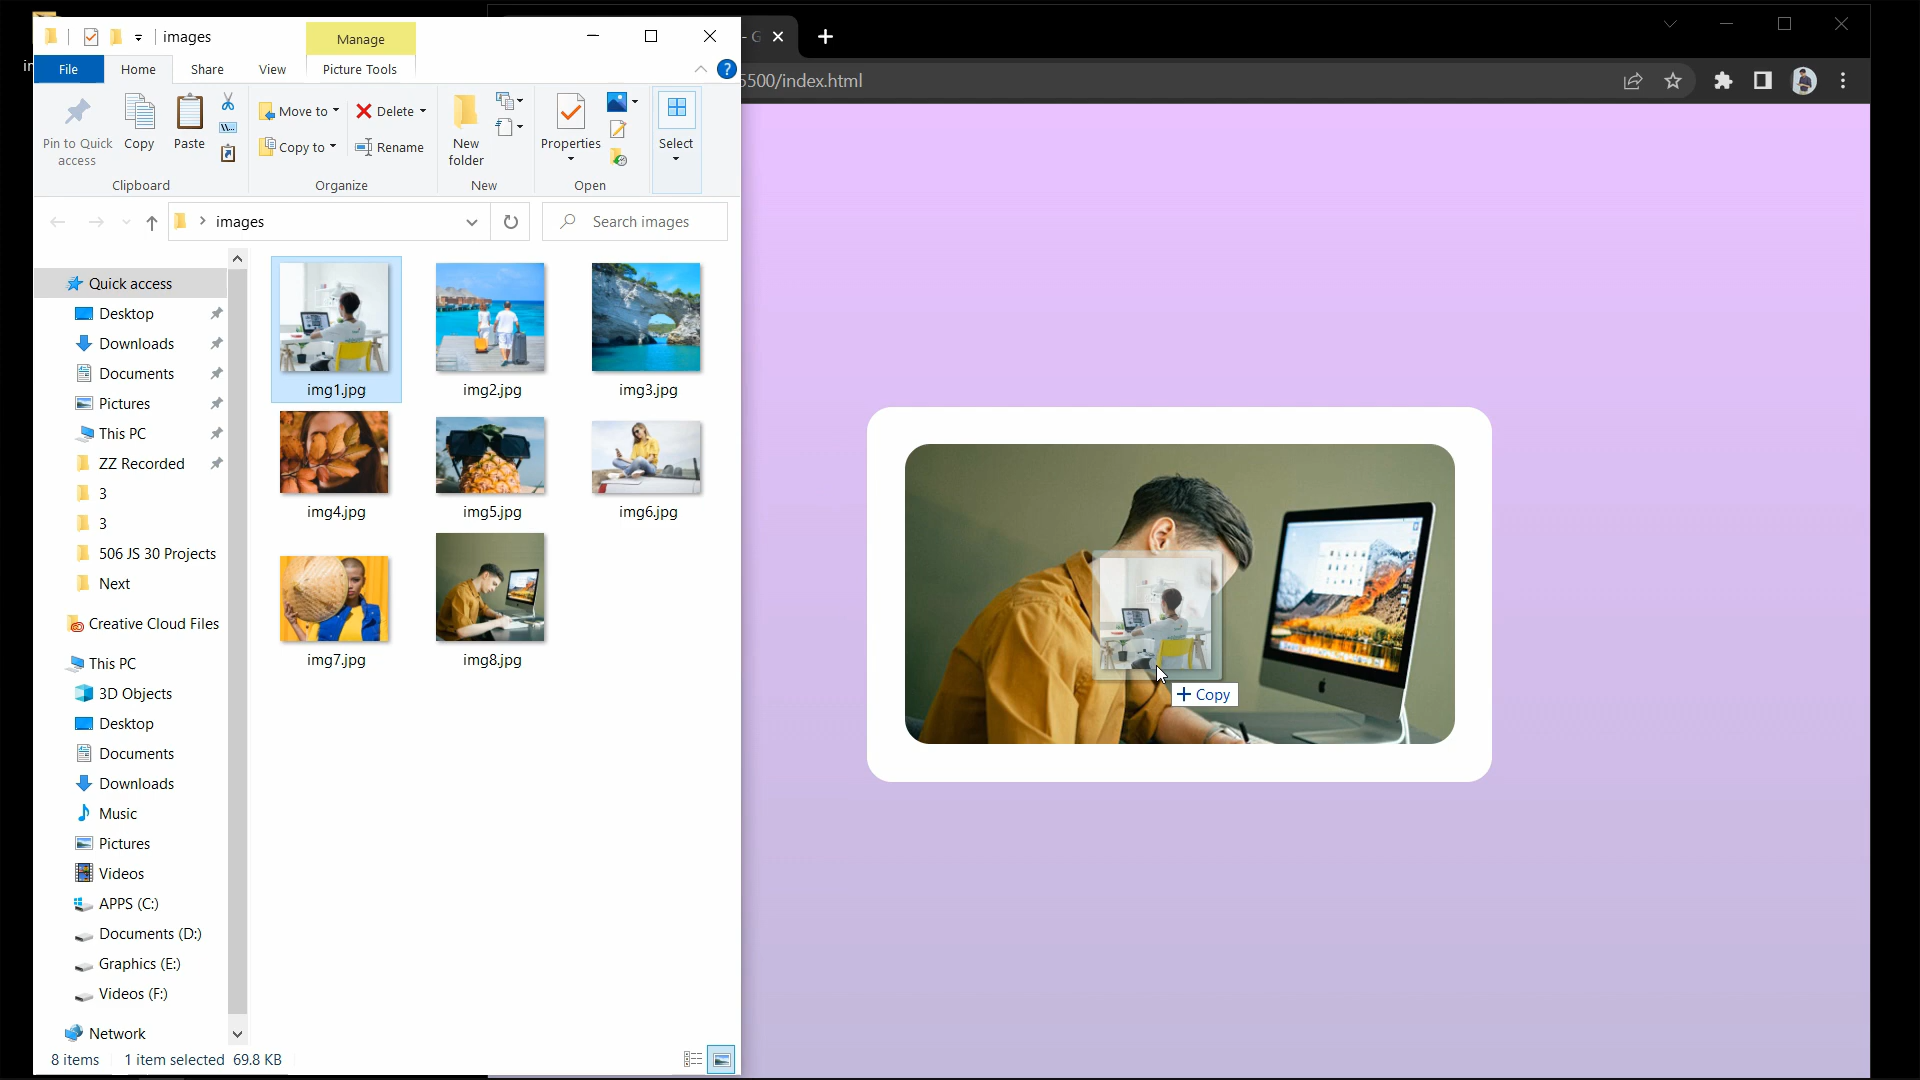 images
Manage
File
Home
Share
View
Picture Tools
?
- G
5500/index.html
Pin to Quick
access
Copy
Paste
Move to
Copy to
Delete
Rename
New
folder
Properties
Select
Clipboard
Organize
New
Open
images
Search images
Quick access
Desktop
Downloads
Documents
Pictures
This PC
ZZ Recorded
3
3
506 JS 30 Projects
Next
Creative Cloud Files
This PC
3D Objects
Desktop
Documents
Downloads
Music
Pictures
Videos
APPS (C:)
Documents (D:)
Graphics (E:)
Videos (F:)
Network
img1.jpg
img2.jpg
img3.jpg
img4.jpg
img5.jpg
img6.jpg
img7.jpg
img8.jpg
Copy
8 items
1 item selected 69.8 KB